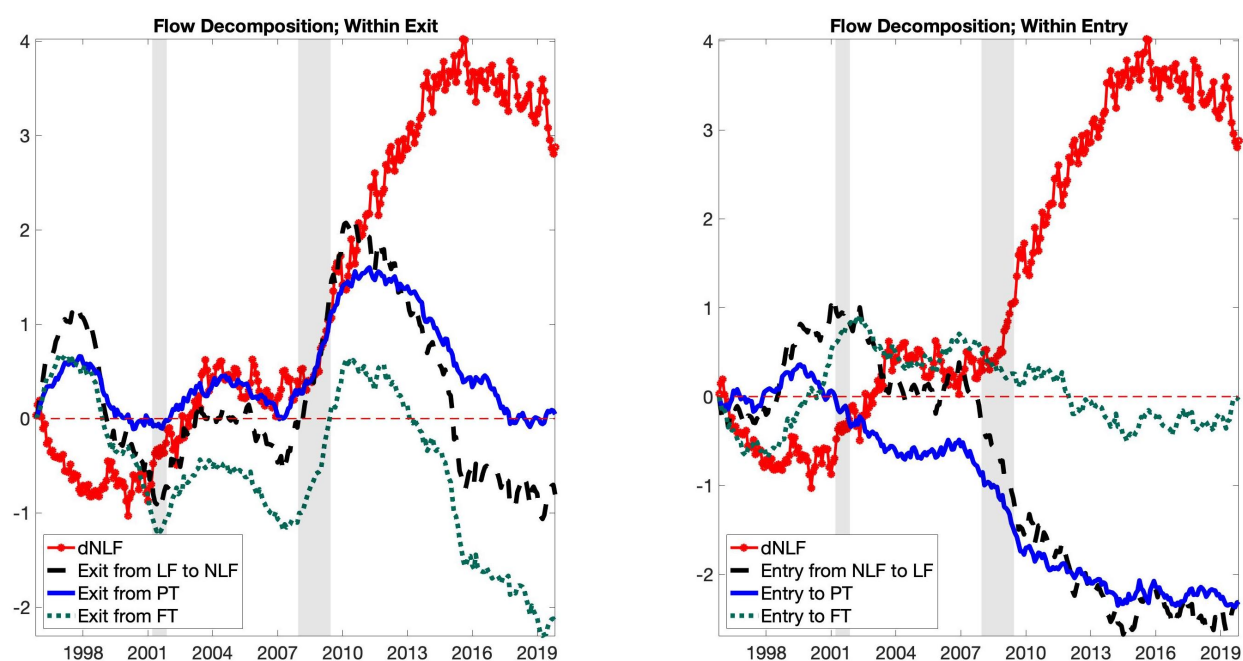 Flow Decomposition; Within Exit
4
3
2
1
0
-1
-2
dNLF
Exit from LF to NLF
Exit from PT
Exit from FT
1998 2001 2004 2007 2010 2013 2016 2019
Flow Decomposition; Within Entry
4
3
2
1
0
-1
-2
dNLF
Entry from NLF to LF
Entry to PT
Entry to FT
1998 2001 2004 2007 2010 2013 2016 2019